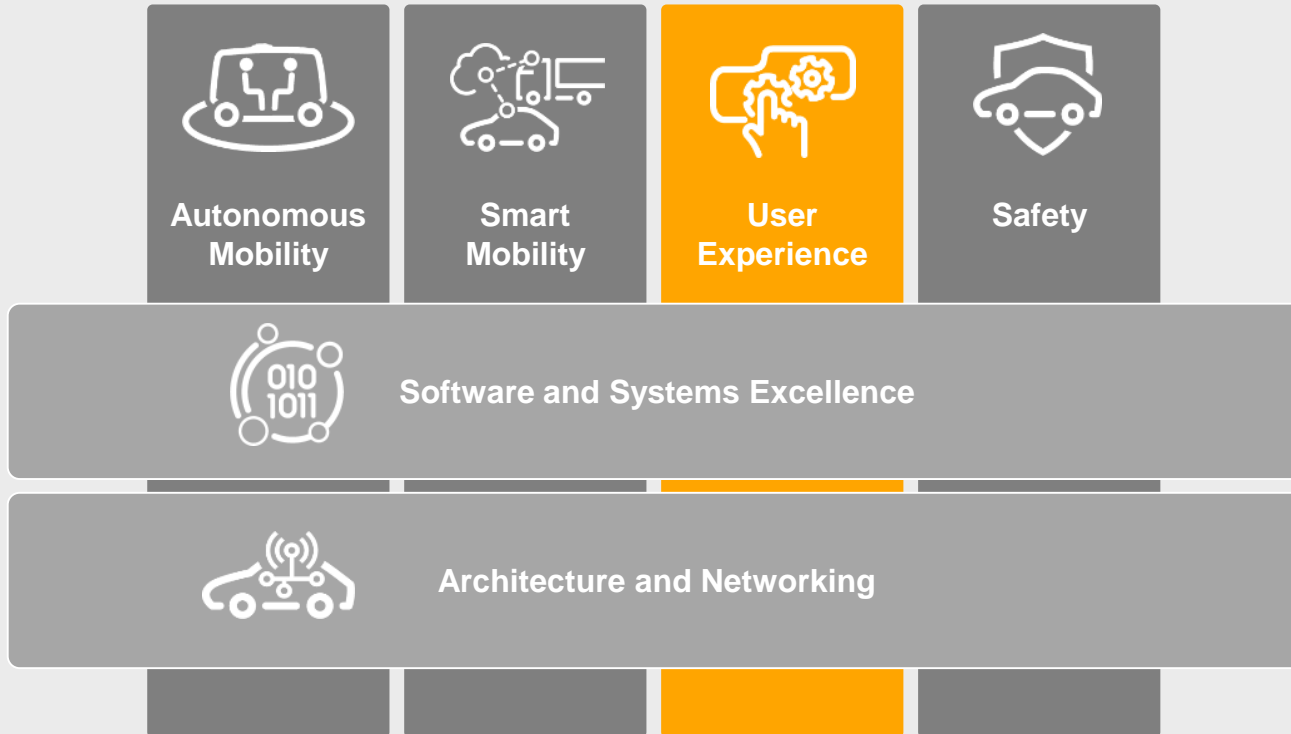 Autonomous
Mobility
Smart
Mobility
User
Experience
Safety
010
1011
Software and Systems Excellence
Architecture and Networking